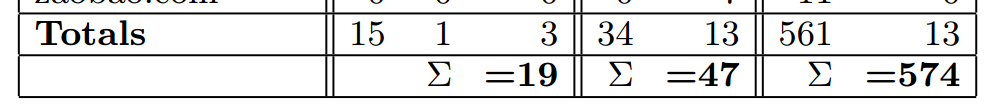 Totals 15 1 3 34 13 561 13
Σ =19 Σ =47 Σ =574